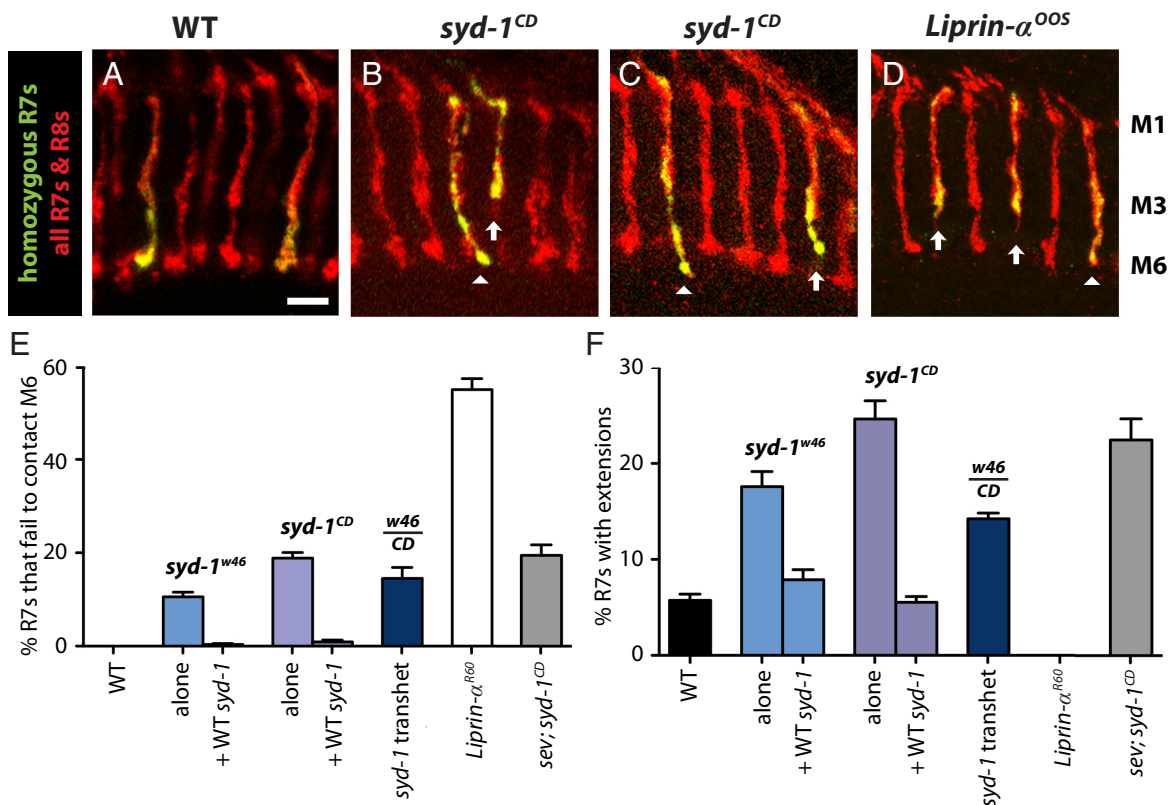 WT
syd-1CD
syd-1CD
Liprin-αOOS
homozygous R7s
all R7s & R8s
A
B
C
D
M1
M3
M6
E
% R7s that fail to contact M6
60
40
20
0
syd-1w46
syd-1CD
w46
CD
WT
alone
+ WT syd-1
alone
+ WT syd-1
syd-1 transhet
Liprin-αR60
sev; syd-1CD
F
% R7s with extensions
30
20
10
0
syd-1w46
syd-1CD
w46
CD
WT
alone
+ WT syd-1
alone
+ WT syd-1
syd-1 transhet
Liprin-αR60
sev; syd-1CD